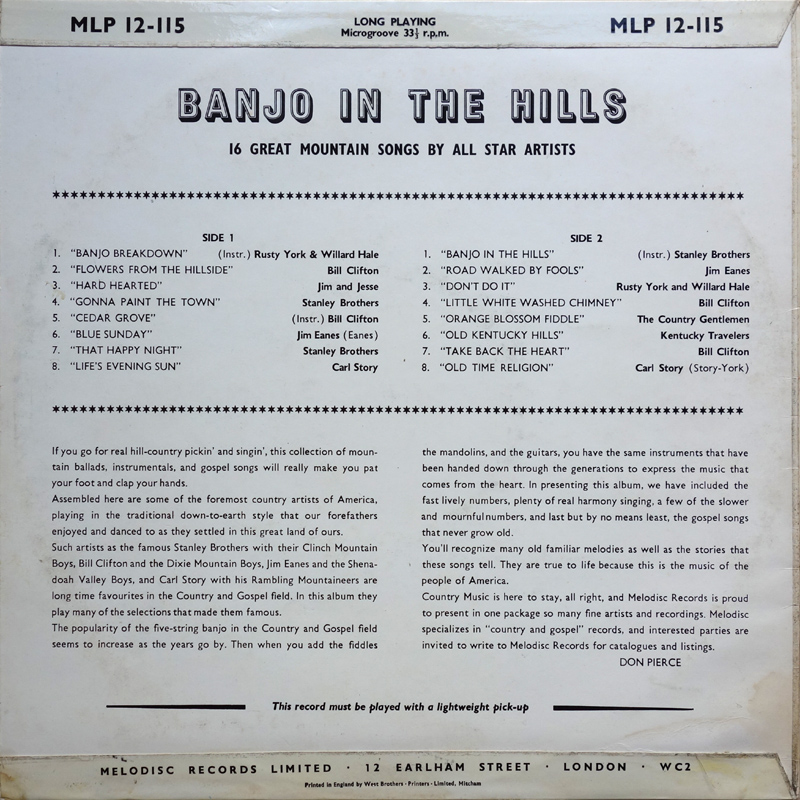 MLP 12-115
LONG PLAYING
Microgroove 33⅓ r.p.m.
MLP 12-115
BANJO IN THE HILLS
16 GREAT MOUNTAIN SONGS BY ALL STAR ARTISTS
SIDE 1
1. "BANJO BREAKDOWN" (Instr.) Rusty York & Willard Hale
2. "FLOWERS FROM THE HILLSIDE" Bill Clifton
3. "HARD HEARTED" Jim and Jesse
4. "GONNA PAINT THE TOWN" Stanley Brothers
5. "CEDAR GROVE" (Instr.) Bill Clifton
6. "BLUE SUNDAY" Jim Eanes (Eanes)
7. "THAT HAPPY NIGHT" Stanley Brothers
8. "LIFE'S EVENING SUN" Carl Story
SIDE 2
1. "BANJO IN THE HILLS" (Instr.) Stanley Brothers
2. "ROAD WALKED BY FOOLS" Jim Eanes
3. "DON'T DO IT" Rusty York and Willard Hale
4. "LITTLE WHITE WASHED CHIMNEY" Bill Clifton
5. "ORANGE BLOSSOM FIDDLE" The Country Gentlemen
6. "OLD KENTUCKY HILLS" Kentucky Travelers
7. "TAKE BACK THE HEART" Bill Clifton
8. "OLD TIME RELIGION" Carl Story (Story-York)
If you go for real hill-country pickin' and singin', this collection of moun-
tain ballads, instrumentals, and gospel songs will really make you pat
your foot and clap your hands.
Assembled here are some of the foremost country artists of America,
playing in the traditional down-to-earth style that our forefathers
enjoyed and danced to as they settled in this great land of ours.
Such artists as the famous Stanley Brothers with their Clinch Mountain
Boys, Bill Clifton and the Dixie Mountain Boys, Jim Eanes and the Shena-
doah Valley Boys, and Carl Story with his Rambling Mountaineers are
long time favourites in the Country and Gospel field. In this album they
play many of the selections that made them famous.
The popularity of the five-string banjo in the Country and Gospel field
seems to increase as the years go by. Then when you add the fiddles
the mandolins, and the guitars, you have the same instruments that have
been handed down through the generations to express the music that
comes from the heart. In presenting this album, we have included the
fast lively numbers, plenty of real harmony singing, a few of the slower
and mournful numbers, and last but by no means least, the gospel songs
that never grow old.
You'll recognize many old familiar melodies as well as the stories that
these songs tell. They are true to life because this is the music of the
people of America.
Country Music is here to stay, all right, and Melodisc Records is proud
to present in one package so many fine artists and recordings. Melodisc
specializes in "country and gospel" records, and interested parties are
invited to write to Melodisc Records for catalogues and listings.
DON PIERCE
This record must be played with a lightweight pick-up
MELODISC RECORDS LIMITED · 12 EARLHAM STREET · LONDON · WC2
Printed in England by West Brothers · Printers · Limited, Mitcham